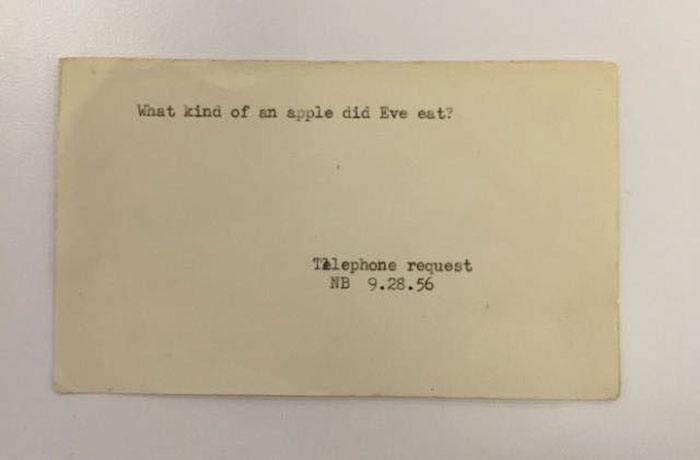 What kind of an apple did Eve eat?
Telephone request
NB 9.28.56